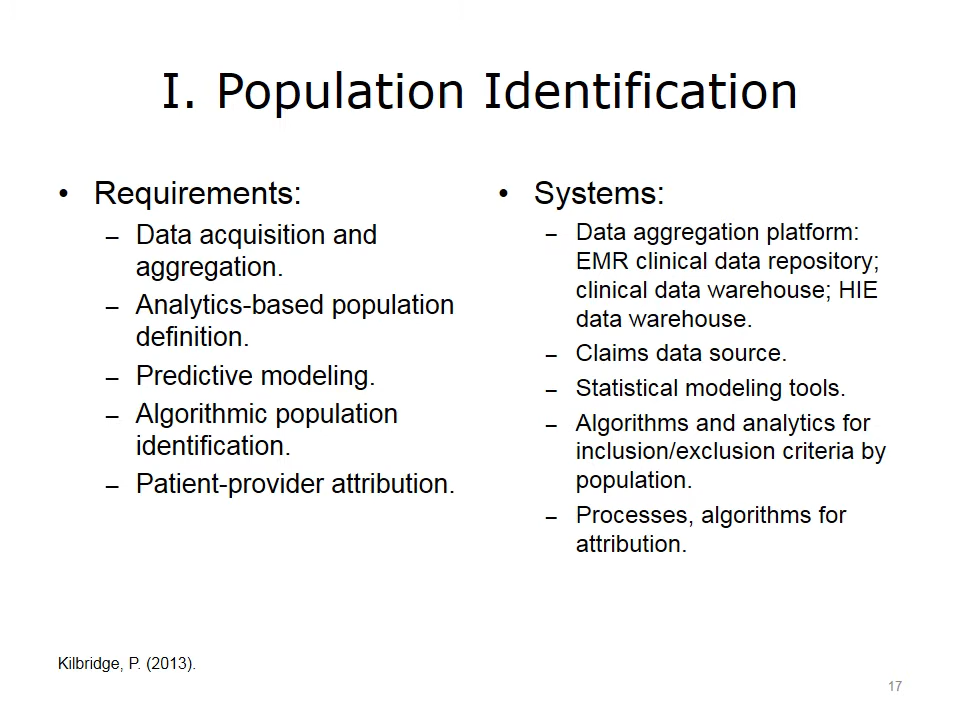 I. Population Identification
• Requirements:
– Data acquisition and
aggregation.
– Analytics-based population
definition.
– Predictive modeling.
– Algorithmic population
identification.
– Patient-provider attribution.
• Systems:
– Data aggregation platform:
EMR clinical data repository;
clinical data warehouse; HIE
data warehouse.
– Claims data source.
– Statistical modeling tools.
– Algorithms and analytics for
inclusion/exclusion criteria by
population.
– Processes, algorithms for
attribution.
Kilbridge, P. (2013).
17